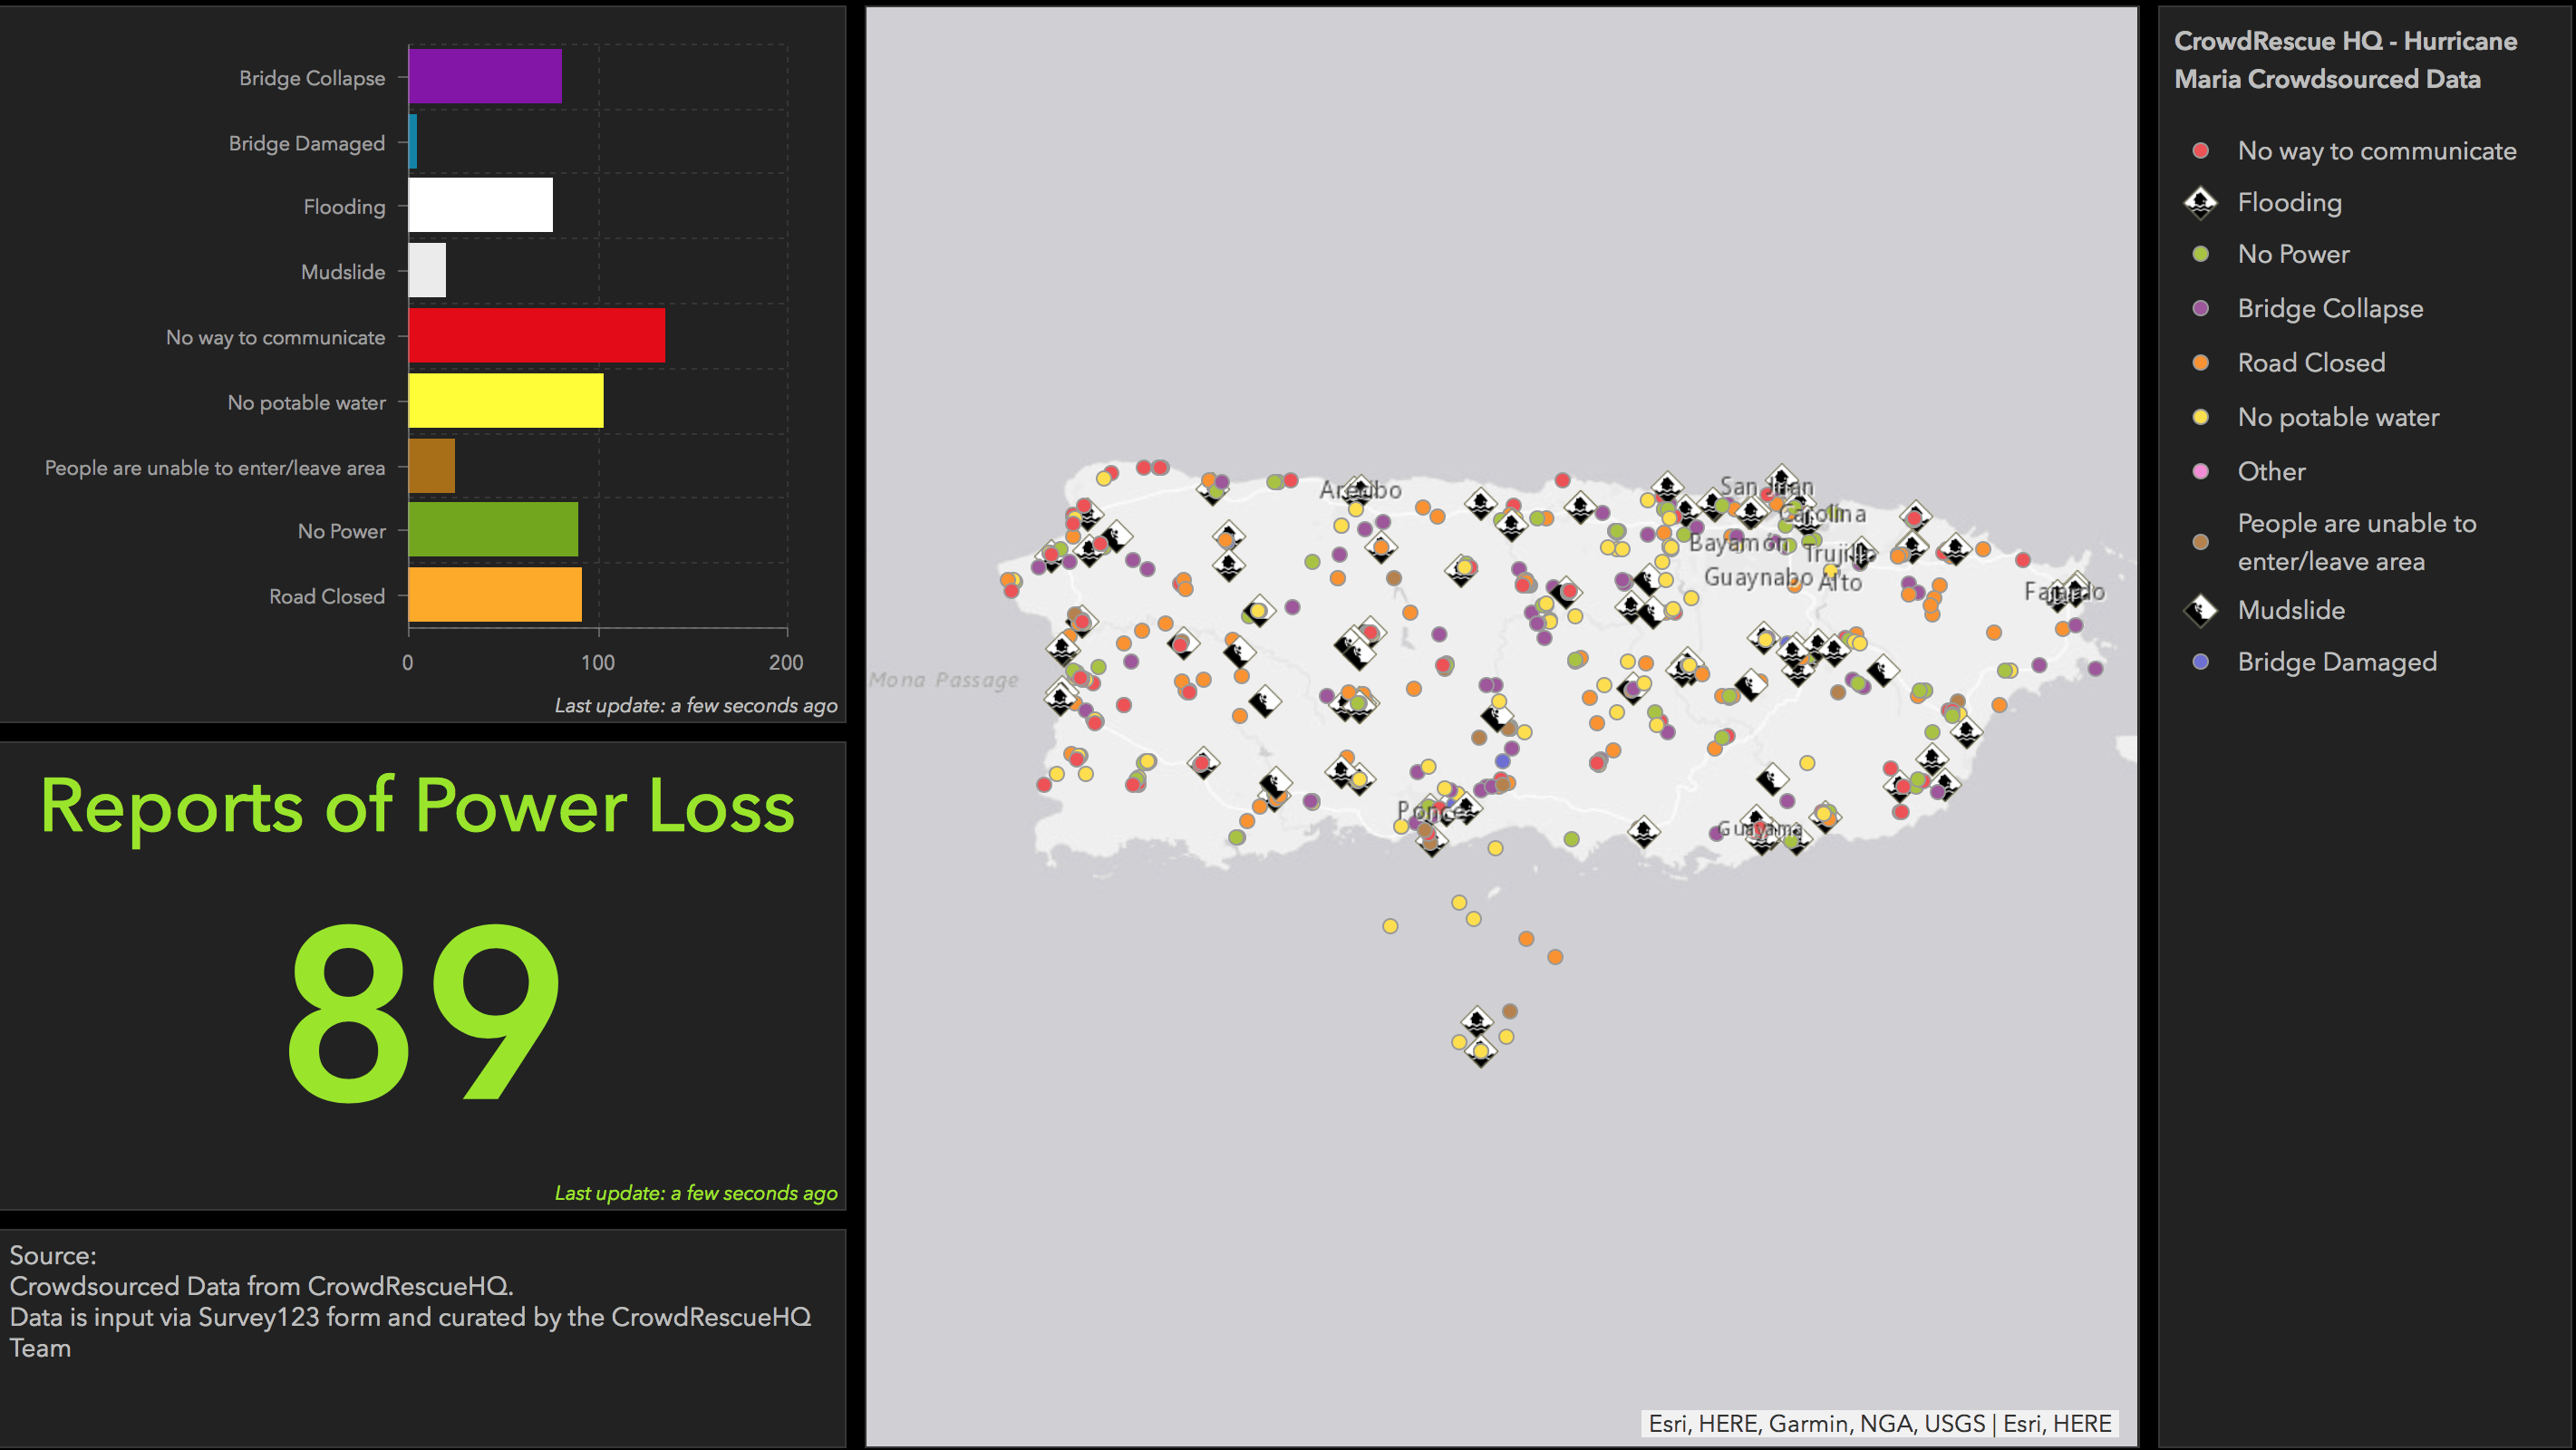 Bridge Collapse
Bridge Damaged
Flooding
Mudslide
No way to communicate
No potable water
People are unable to enter/leave area
No Power
Road Closed
0 100 200
Last update: a few seconds ago
Reports of Power Loss
89
Last update: a few seconds ago
Source:
Crowdsourced Data from CrowdRescueHQ.
Data is input via Survey123 form and curated by the CrowdRescueHQ
Team
Arecibo
San Juan
Carolina
Bayamón
Trujillo
Alto
Guaynabo
Fajardo
Mona Passage
Ponce
Guayama
Esri, HERE, Garmin, NGA, USGS | Esri, HERE
CrowdRescue HQ - Hurricane
Maria Crowdsourced Data
No way to communicate
Flooding
No Power
Bridge Collapse
Road Closed
No potable water
Other
People are unable to
enter/leave area
Mudslide
Bridge Damaged